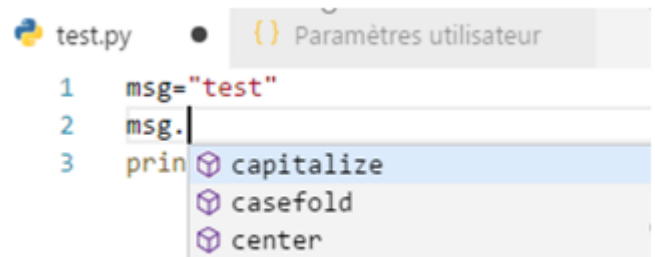 test.py ● {} Paramètres utilisateur
1 msg="test"
2 msg.
3 prin
capitalize
casefold
center